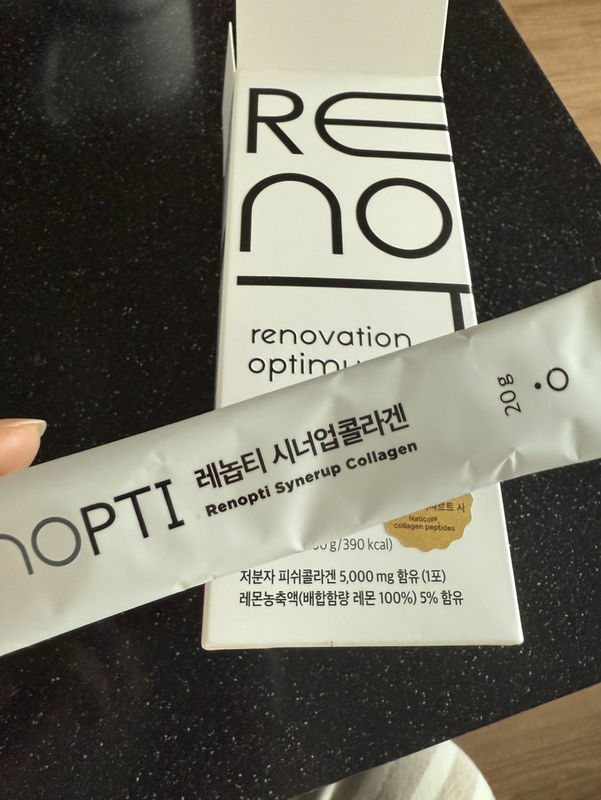 RE
NO
renovation
noPTI
레놉티 시너업콜라겐
Renopti Synerup Collagen
20g
Naticol®
collagen peptides
g/390 kcal)
저분자 피쉬콜라겐 5,000 mg 함유 (1포)
레몬농축액(배합함량 레몬 100%) 5% 함유